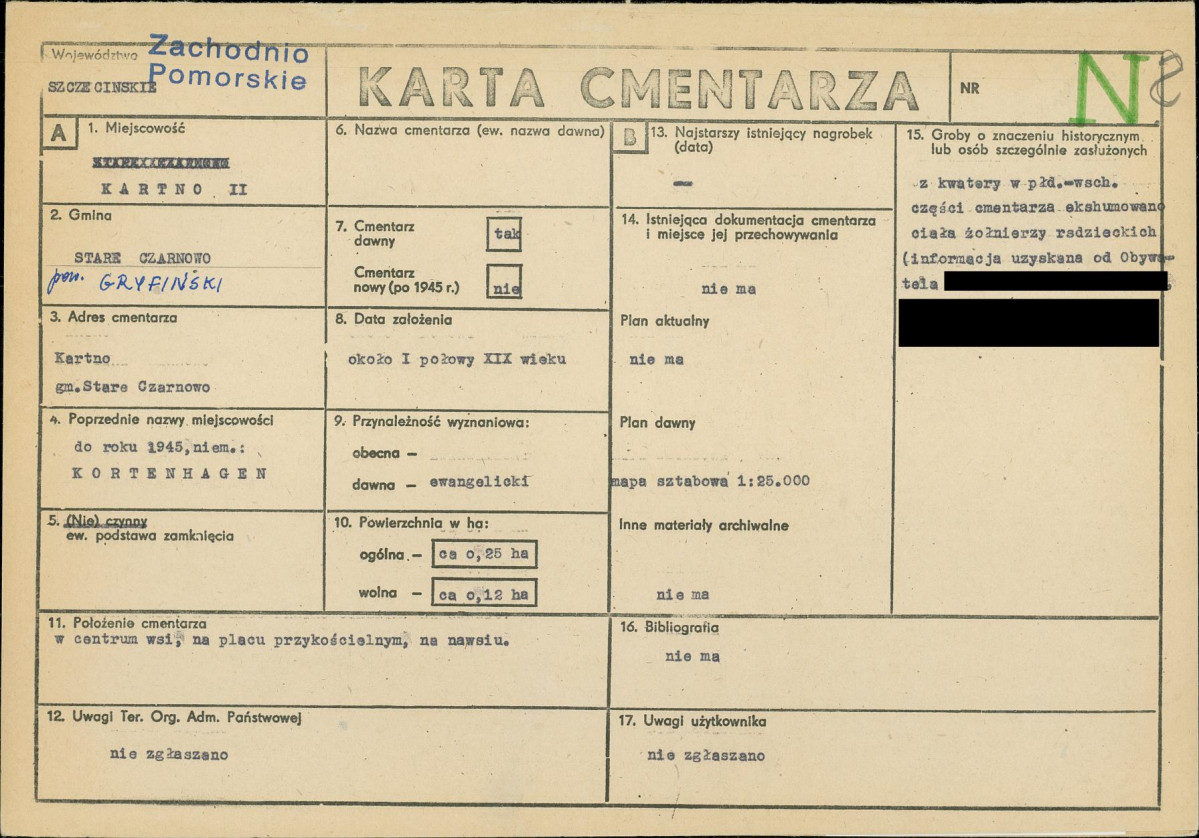 Województwo
Zachodnio
Pomorskie
SZCZECINSKIE
KARTA CMENTARZA
NR
N
A
1. Miejscowość
KARTNO II
2. Gmina
STARE CZARNOWO
pow. GRYFIŃSKI
3. Adres cmentarza
Kartno
gm.Stare Czarnowo
4. Poprzednie nazwy miejscowości
do roku 1945,niem.:
KORTENHAGEN
5. (Nie) czynny
ew. podstawa zamknięcia
6. Nazwa cmentarza (ew. nazwa dawna)
7. Cmentarz
dawny
tak
Cmentarz
nowy (po 1945 r.)
nie
8. Data założenia
około I połowy XIX wieku
9. Przynależność wyznaniowa:
obecna –
dawna – ewangelicki
10. Powierzchnia w ha:
ogólna – ca o,25 ha
wolna – ca o,12 ha
11. Położenie cmentarza
w centrum wsi, na placu przykościelnym, na nawsiu.
12. Uwagi Ter. Org. Adm. Państwowej
nie zgłaszano
B
13. Najstarszy istniejący nagrobek
(data)
—
14. Istniejąca dokumentacja cmentarza
i miejsce jej przechowywania
nie ma
Plan aktualny
nie ma
Plan dawny
mapa sztabowa 1:25.000
Inne materiały archiwalne
nie ma
15. Groby o znaczeniu historycznym
lub osób szczególnie zasłużonych
z kwatery w płd.-wsch.
części cmentarza ekshumowano
ciała żołnierzy rsdzieckich
(informacja uzyskana od Obywa-
tela
16. Bibliografia
nie ma
17. Uwagi użytkownika
nie zgłaszano